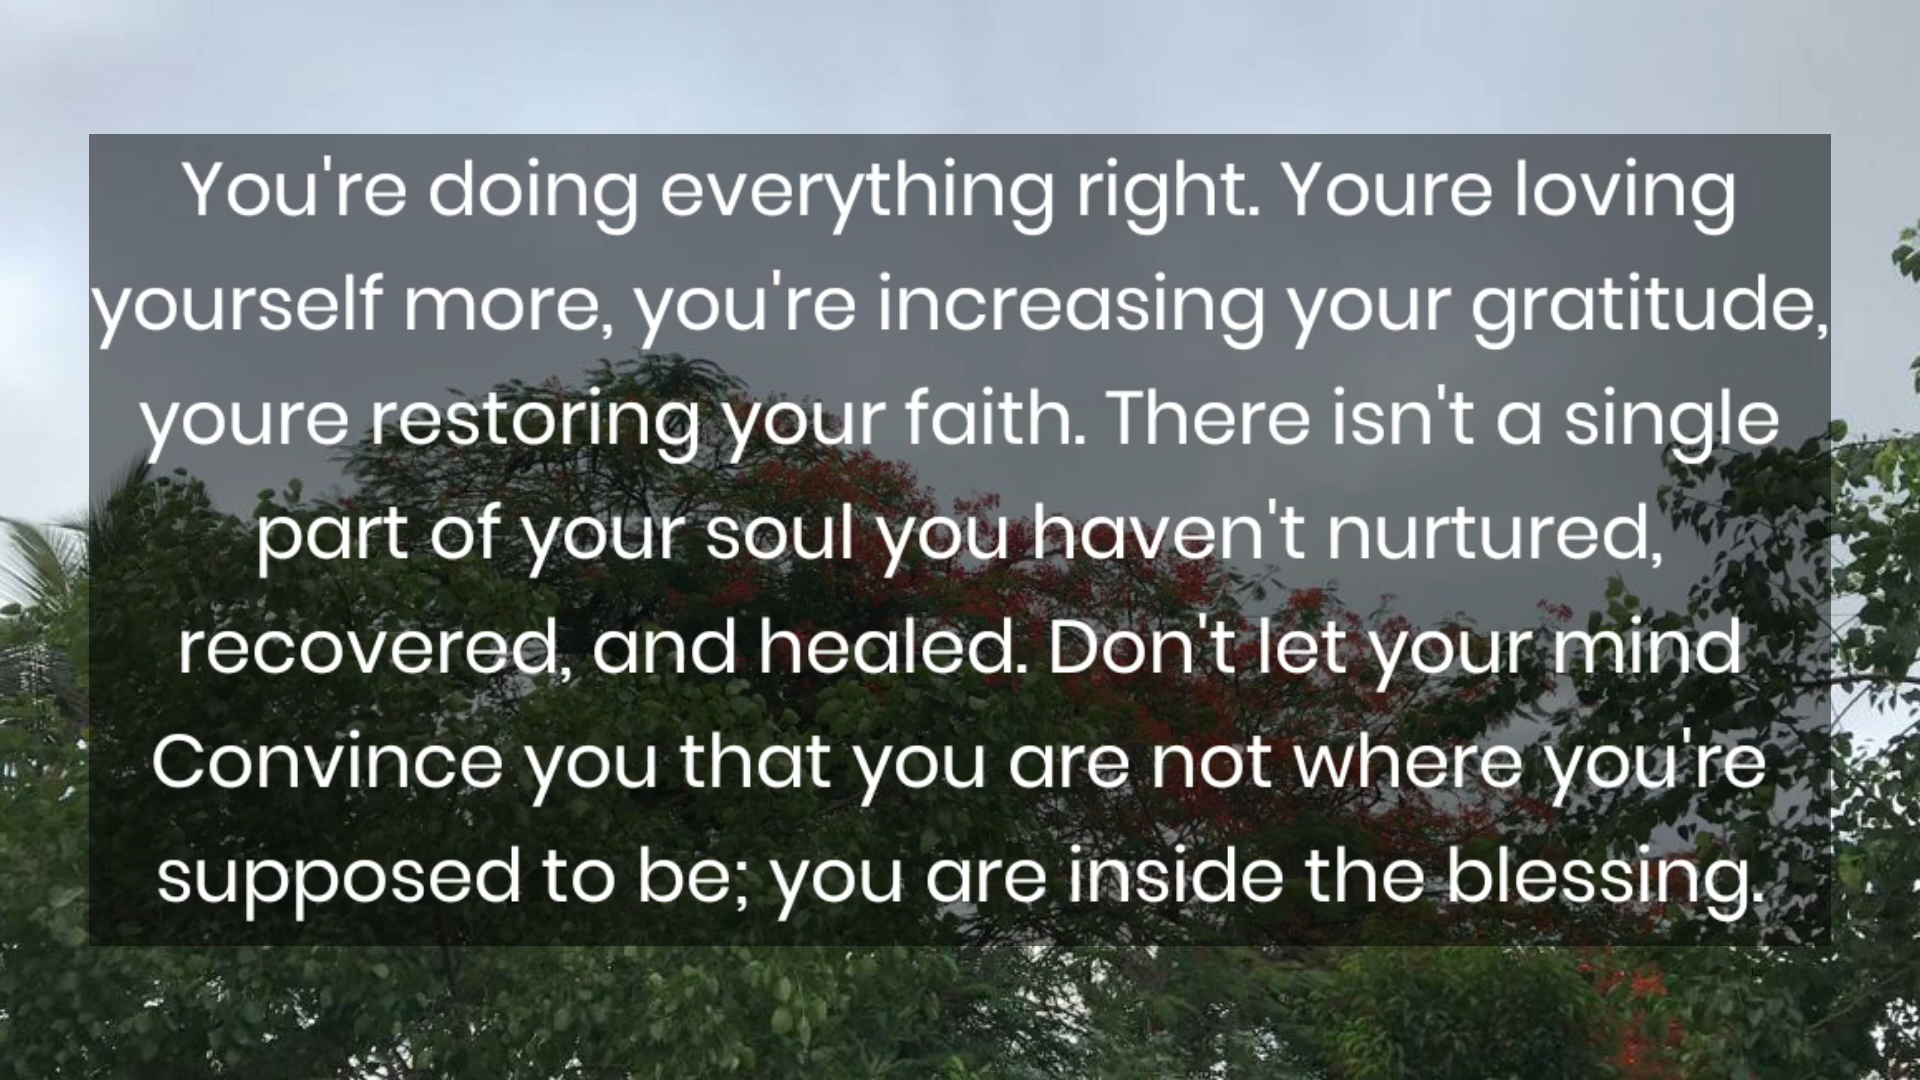 You're doing everything right. Youre loving
yourself more, you're increasing your gratitude,
youre restoring your faith. There isn't a single
part of your soul you haven't nurtured,
recovered, and healed. Don't let your mind
Convince you that you are not where you're
supposed to be; you are inside the blessing.